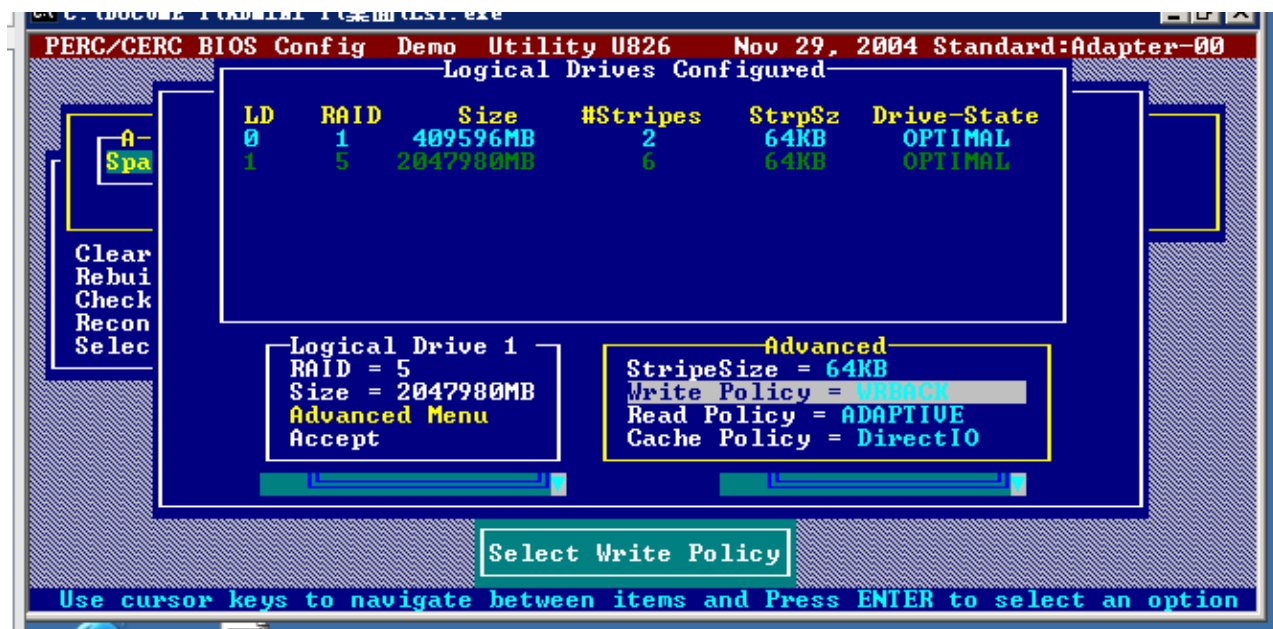 PERC/CERC BIOS Config Demo Utility U826 Nov 29, 2004 Standard:Adapter-00
Logical Drives Configured
LD RAID Size #Stripes StrpSz Drive-State
0 1 409596MB 2 64KB OPTIMAL
1 5 2047980MB 6 64KB OPTIMAL
A-
Spa
Clear
Rebui
Check
Recon
Selec
Logical Drive 1
RAID = 5
Size = 2047980MB
Advanced Menu
Accept
Advanced
StripeSize = 64KB
Write Policy = WRBACK
Read Policy = ADAPTIVE
Cache Policy = DirectIO
Select Write Policy
Use cursor keys to navigate between items and Press ENTER to select an option